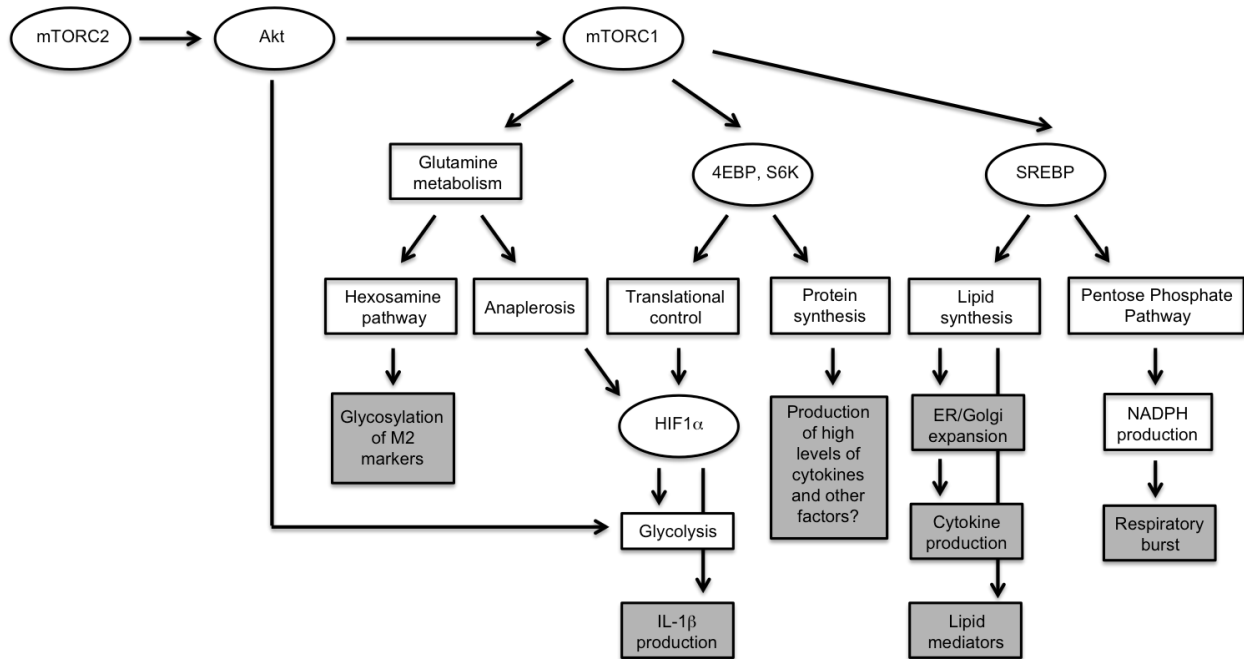 mTORC2
Akt
mTORC1
Glutamine
metabolism
4EBP, S6K
SREBP
Hexosamine
pathway
Anaplerosis
Translational
control
Protein
synthesis
Lipid
synthesis
Pentose Phosphate
Pathway
Glycosylation
of M2
markers
HIF1α
Production
of high
levels of
cytokines
and other
factors?
ER/Golgi
expansion
NADPH
production
Glycolysis
Cytokine
production
Respiratory
burst
IL-1β
production
Lipid
mediators